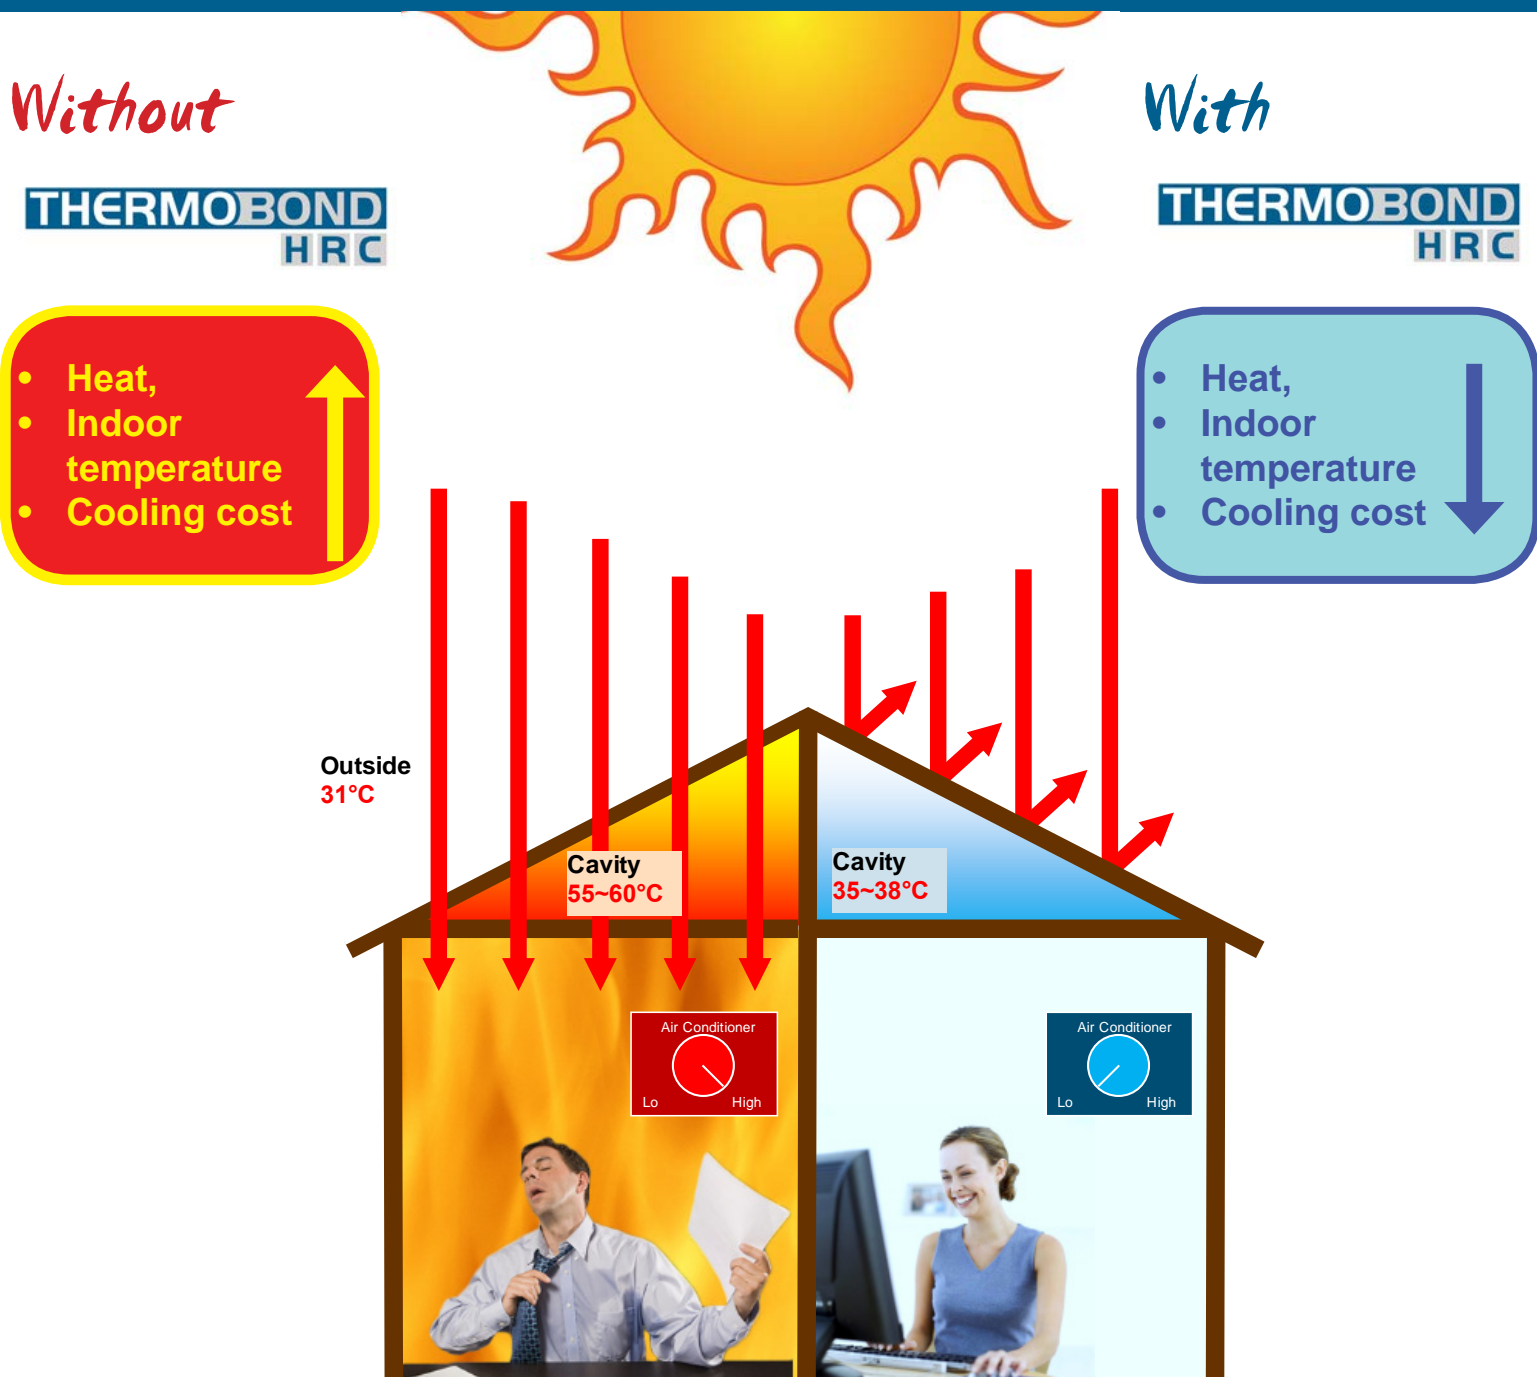 Without
THERMOBOND
HRC
• Heat,
• Indoor
temperature
• Cooling cost
With
THERMOBOND
HRC
• Heat,
• Indoor
temperature
• Cooling cost
Outside
31°C
Cavity
55~60°C
Cavity
35~38°C
Air Conditioner
Lo High
Air Conditioner
Lo High